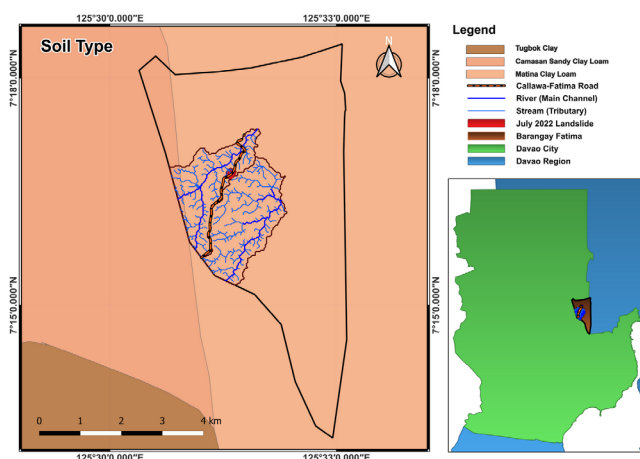 125°30'0.000"E 125°33'0.000"E
Soil Type
N
7°18'0.000"N
7°18'0.000"N
7°15'0.000"N
7°15'0.000"N
0 1 2 3 4 km
125°30'0.000"E 125°33'0.000"E
Legend
Tugbok Clay
Camasan Sandy Clay Loam
Matina Clay Loam
Callawa-Fatima Road
River (Main Channel)
Stream (Tributary)
July 2022 Landslide
Barangay Fatima
Davao City
Davao Region